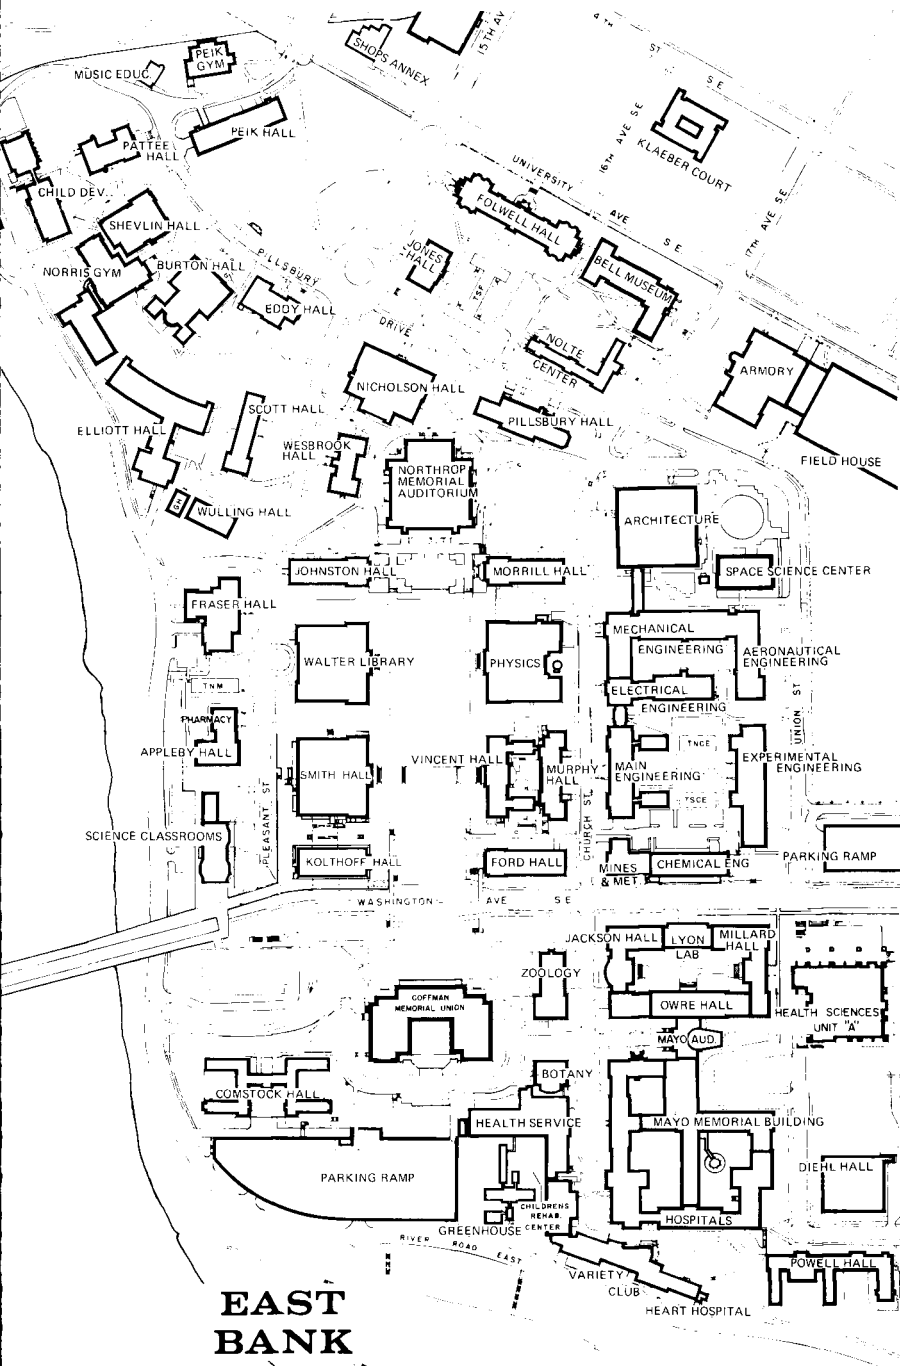 4TH
ST
S E
15TH AV
SHOPS ANNEX
PEIK
GYM
MUSIC EDUC.
PEIK HALL
PATTEE
HALL
16TH AVE SE
KLAEBER COURT
17TH AVE SE
UNIVERSITY
AVE
S E
CHILD DEV.
SHEVLIN HALL
FOLWELL HALL
NORRIS GYM
BURTON HALL
PILLSBURY
JONES
HALL
BELL MUSEUM
TSF
EDDY HALL
DRIVE
NOLTE
CENTER
ARMORY
NICHOLSON HALL
SCOTT HALL
PILLSBURY HALL
ELLIOTT HALL
WESBROOK
HALL
FIELD HOUSE
NORTHROP
MEMORIAL
AUDITORIUM
GH
WULLING HALL
ARCHITECTURE
JOHNSTON HALL
MORRILL HALL
SPACE SCIENCE CENTER
FRASER HALL
MECHANICAL
ENGINEERING
AERONAUTICAL
ENGINEERING
WALTER LIBRARY
PHYSICS
TNM
ELECTRICAL
ENGINEERING
UNION ST
PHARMACY
APPLEBY HALL
TNCE
VINCENT HALL
MURPHY
HALL
MAIN
ENGINEERING
EXPERIMENTAL
ENGINEERING
SMITH HALL
TSCE
PLEASANT ST
CHURCH ST
SCIENCE CLASSROOMS
KOLTHOFF HALL
FORD HALL
MINES
& MET.
CHEMICAL ENG
PARKING RAMP
WASHINGTON
AVE
S E
JACKSON HALL
LYON
LAB
MILLARD
HALL
ZOOLOGY
COFFMAN
MEMORIAL UNION
OWRE HALL
HEALTH SCIENCES
UNIT "A"
MAYO AUD.
BOTANY
COMSTOCK HALL
HEALTH SERVICE
MAYO MEMORIAL BUILDING
PARKING RAMP
DIEHL HALL
CHILDRENS
REHAB.
CENTER
GREENHOUSE
HOSPITALS
RIVER ROAD EAST
VARIETY
CLUB
HEART HOSPITAL
POWELL HALL
EAST
BANK